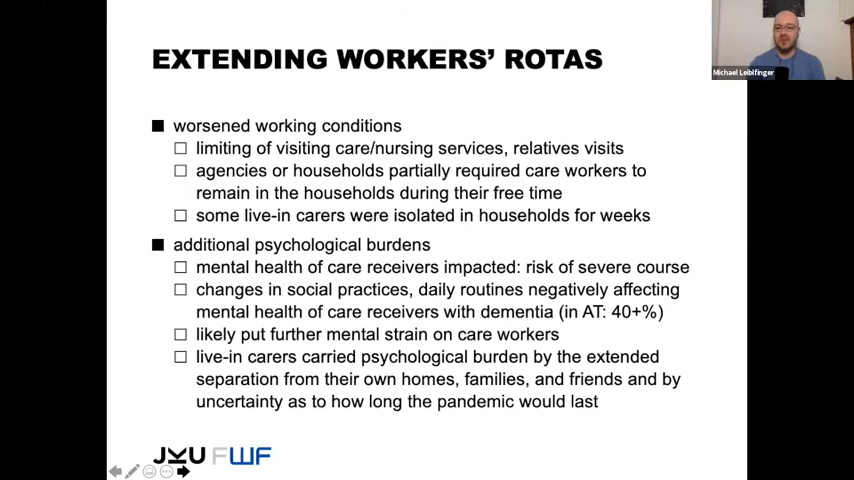 EXTENDING WORKERS' ROTAS
Michael Leiblfinger
worsened working conditions
limiting of visiting care/nursing services, relatives visits
agencies or households partially required care workers to
remain in the households during their free time
some live-in carers were isolated in households for weeks
additional psychological burdens
mental health of care receivers impacted: risk of severe course
changes in social practices, daily routines negatively affecting
mental health of care receivers with dementia (in AT: 40+%)
likely put further mental strain on care workers
live-in carers carried psychological burden by the extended
separation from their own homes, families, and friends and by
uncertainty as to how long the pandemic would last
JKU FWF